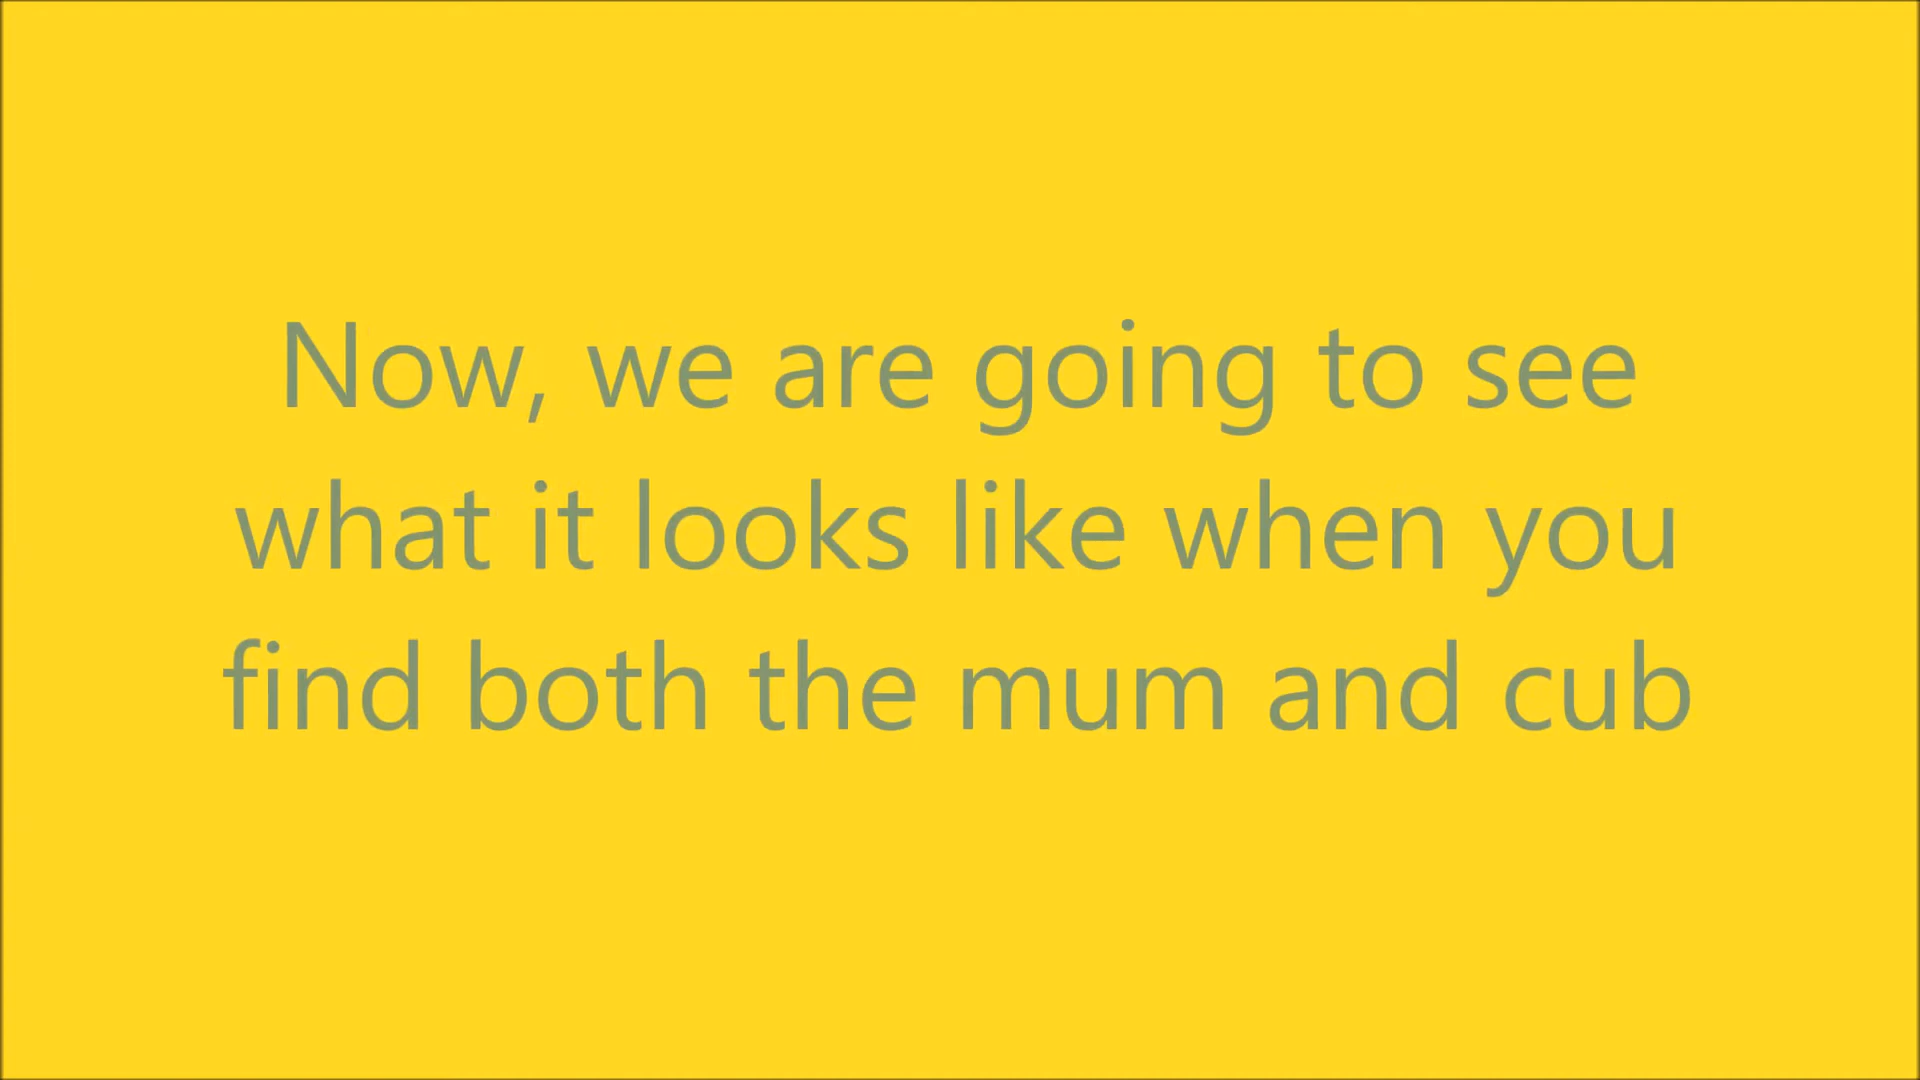 Now, we are going to see
what it looks like when you
find both the mum and cub